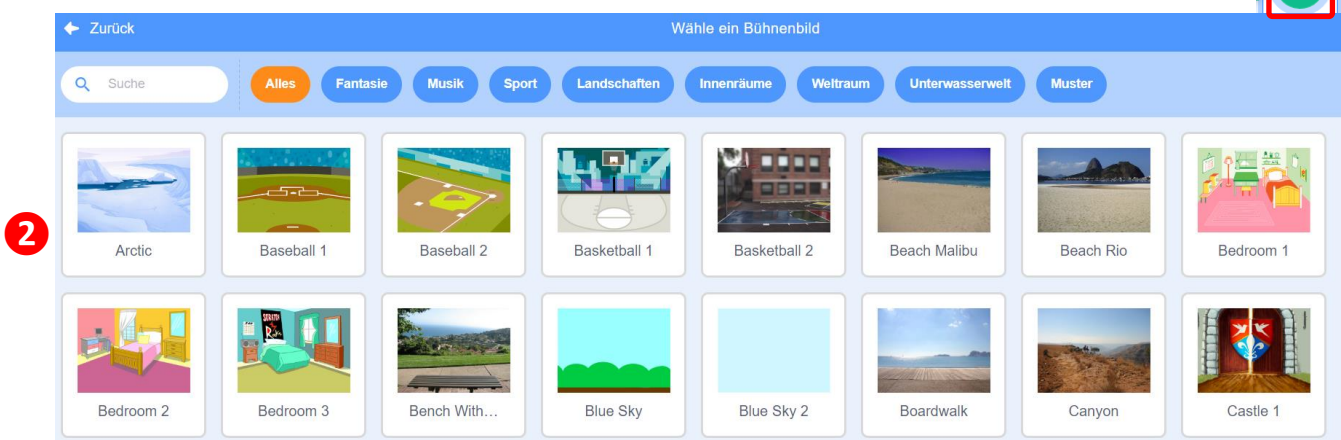 Zurück Wähle ein Bühnenbild
Suche Alles Fantasie Musik Sport Landschaften Innenräume Weltraum Unterwasserwelt Muster
2
Arctic Baseball 1 Baseball 2 Basketball 1 Basketball 2 Beach Malibu Beach Rio Bedroom 1
Bedroom 2 Bedroom 3 Bench With... Blue Sky Blue Sky 2 Boardwalk Canyon Castle 1